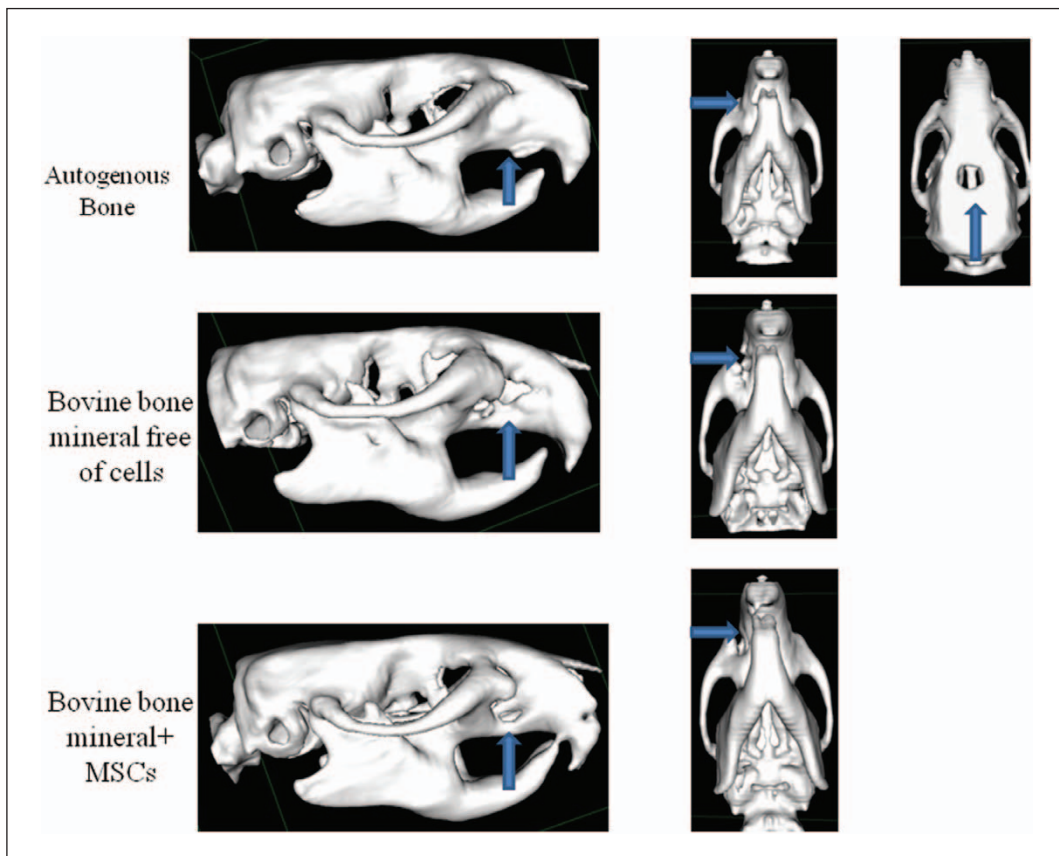 Autogenous
Bone
Bovine bone
mineral free
of cells
Bovine bone
mineral+
MSCs